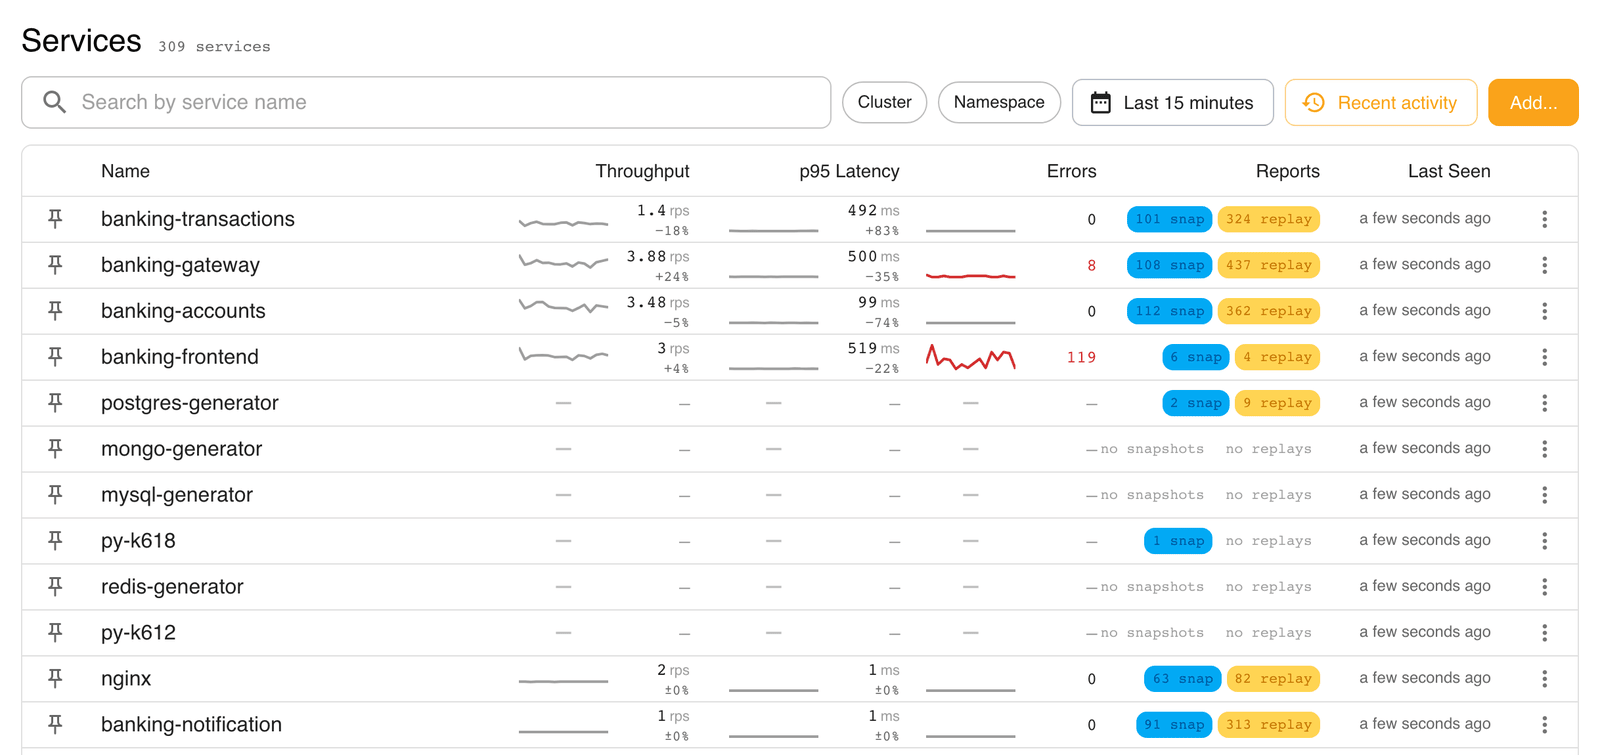 Services 309 services
Search by service name Cluster Namespace Last 15 minutes Recent activity Add...
Name Throughput p95 Latency Errors Reports Last Seen
banking-transactions 1.4 rps −18% 492 ms +83% 0 101 snap 324 replay a few seconds ago
banking-gateway 3.88 rps +24% 500 ms −35% 8 108 snap 437 replay a few seconds ago
banking-accounts 3.48 rps −5% 99 ms −74% 0 112 snap 362 replay a few seconds ago
banking-frontend 3 rps +4% 519 ms −22% 119 6 snap 4 replay a few seconds ago
postgres-generator — – — – — – 2 snap 9 replay a few seconds ago
mongo-generator — – — – — – no snapshots no replays a few seconds ago
mysql-generator — – — – — – no snapshots no replays a few seconds ago
py-k618 — – — – — – 1 snap no replays a few seconds ago
redis-generator — – — – — – no snapshots no replays a few seconds ago
py-k612 — – — – — – no snapshots no replays a few seconds ago
nginx 2 rps ±0% 1 ms ±0% 0 63 snap 82 replay a few seconds ago
banking-notification 1 rps ±0% 1 ms ±0% 0 91 snap 313 replay a few seconds ago